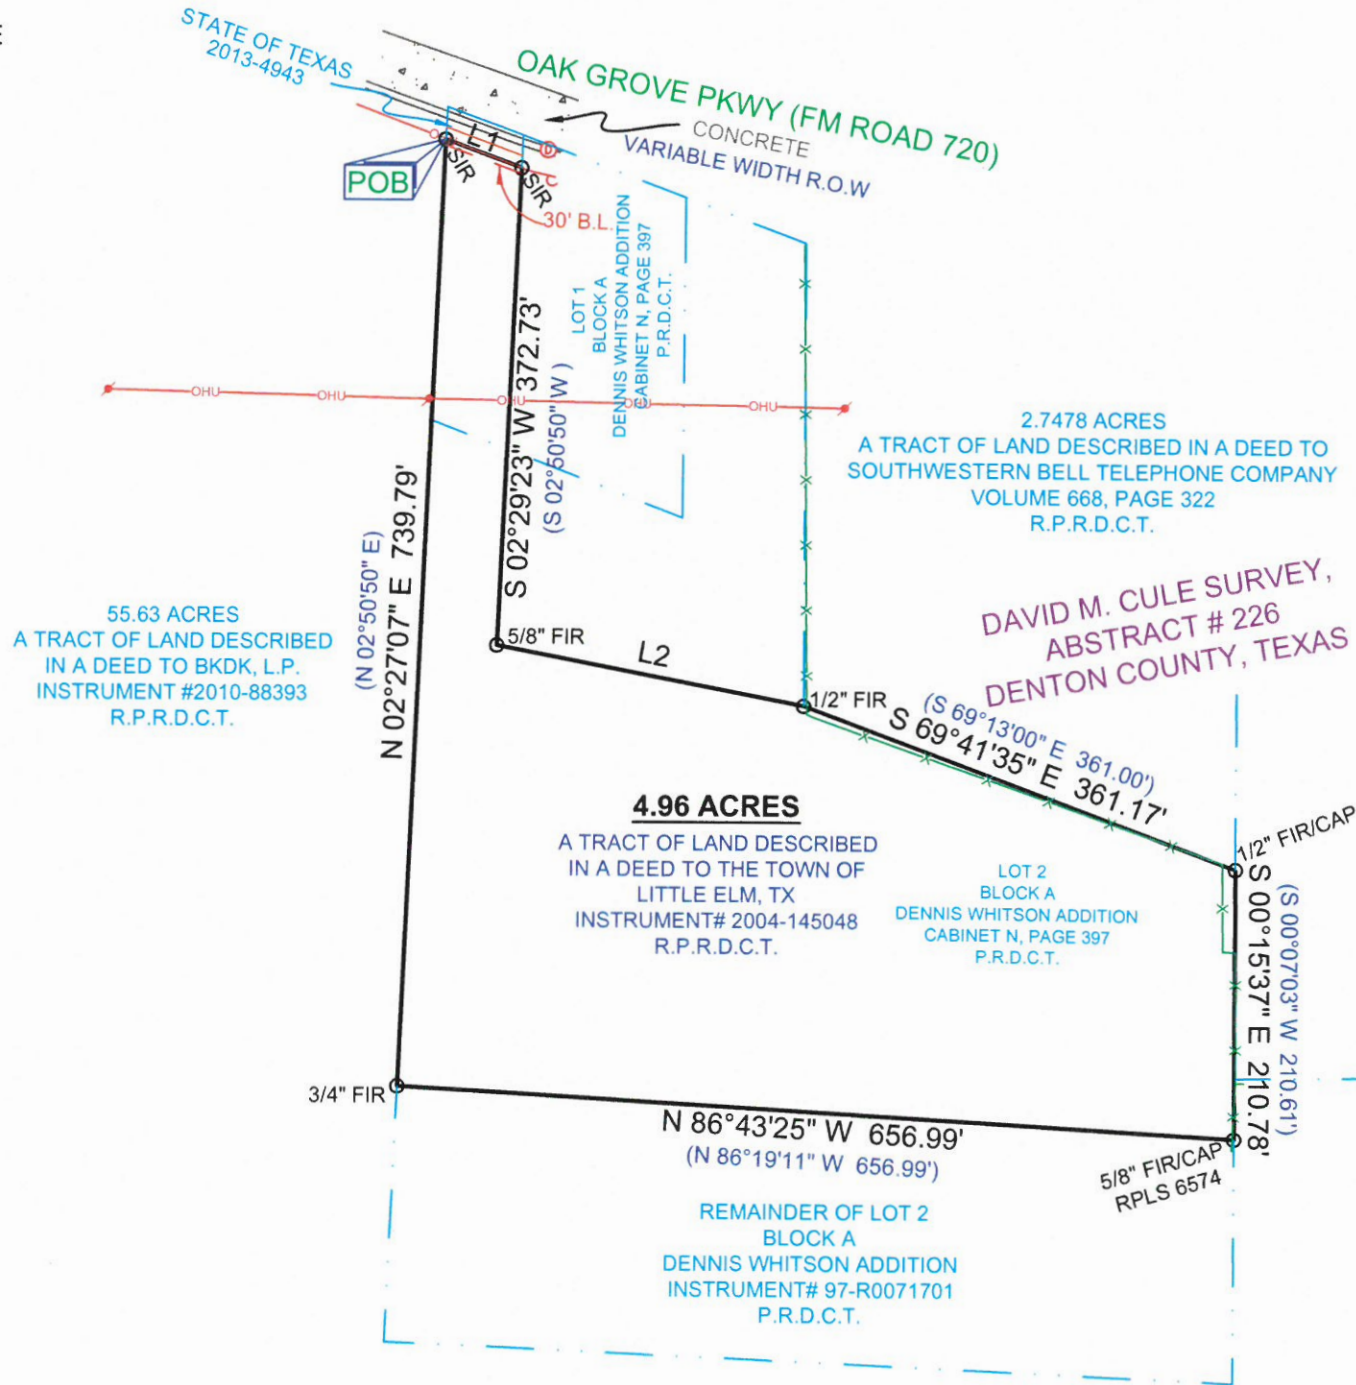 STATE OF TEXAS
2013-4943
OAK GROVE PKWY (FM ROAD 720)
CONCRETE
VARIABLE WIDTH R.O.W
L1
D
C
POB
SIR
SIR
30' B.L.
LOT 1
BLOCK A
DENNIS WHITSON ADDITION
CABINET N, PAGE 397
P.R.D.C.T.
S 02°29'23" W 372.73'
(S 02°50'50" W )
OHU
OHU
OHU
OHU
OHU
2.7478 ACRES
A TRACT OF LAND DESCRIBED IN A DEED TO
SOUTHWESTERN BELL TELEPHONE COMPANY
VOLUME 668, PAGE 322
R.P.R.D.C.T.
N 02°27'07" E 739.79'
(N 02°50'50" E)
55.63 ACRES
A TRACT OF LAND DESCRIBED
IN A DEED TO BKDK, L.P.
INSTRUMENT #2010-88393
R.P.R.D.C.T.
DAVID M. CULE SURVEY,
ABSTRACT # 226
DENTON COUNTY, TEXAS
5/8" FIR
L2
1/2" FIR
(S 69°13'00" E 361.00')
S 69°41'35" E 361.17'
4.96 ACRES
A TRACT OF LAND DESCRIBED
IN A DEED TO THE TOWN OF
LITTLE ELM, TX
INSTRUMENT# 2004-145048
R.P.R.D.C.T.
LOT 2
BLOCK A
DENNIS WHITSON ADDITION
CABINET N, PAGE 397
P.R.D.C.T.
1/2" FIR/CAP
S 00°15'37" E 210.78'
(S 00°07'03" W 210.61')
3/4" FIR
N 86°43'25" W 656.99'
(N 86°19'11" W 656.99')
5/8" FIR/CAP
RPLS 6574
REMAINDER OF LOT 2
BLOCK A
DENNIS WHITSON ADDITION
INSTRUMENT# 97-R0071701
P.R.D.C.T.